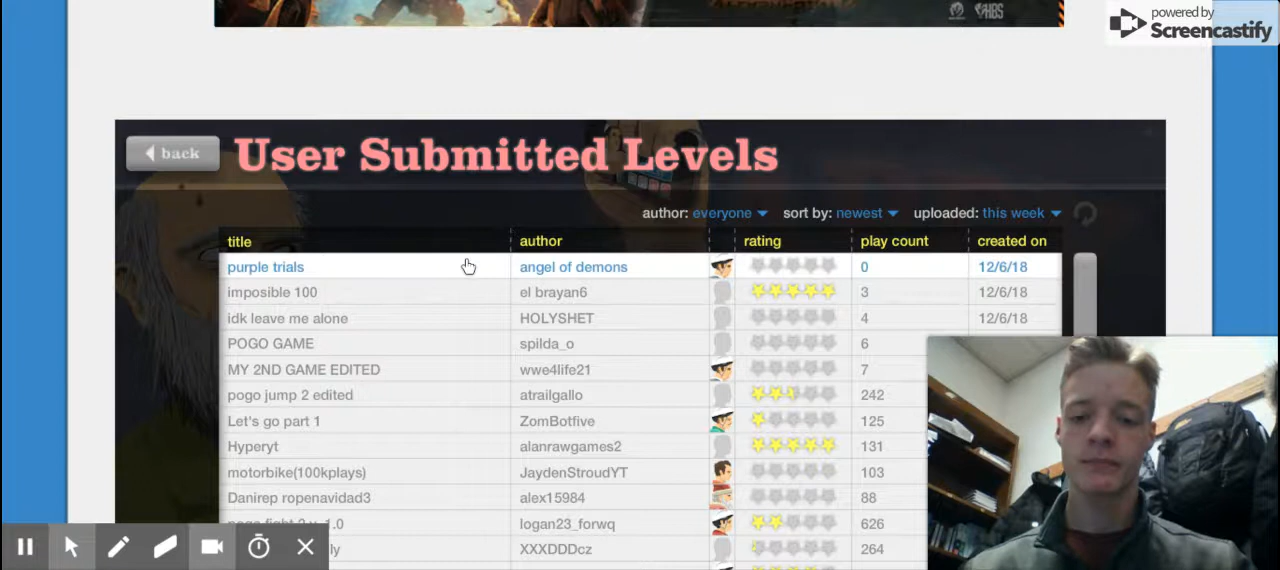 powered by
Screencastify
HBS
back
User Submitted Levels
author: everyone sort by: newest uploaded: this week
title author rating play count created on
purple trials angel of demons 0 12/6/18
imposible 100 el brayan6 3 12/6/18
idk leave me alone HOLYSHET 4 12/6/18
POGO GAME spilda_o 6
MY 2ND GAME EDITED wwe4life21 7
pogo jump 2 edited atrailgallo 242
Let's go part 1 ZomBotfive 125
Hyperyt alanrawgames2 131
motorbike(100kplays) JaydenStroudYT 103
Danirep ropenavidad3 alex15984 88
1.0 logan23_forwq 626
ly XXXDDDcz 264